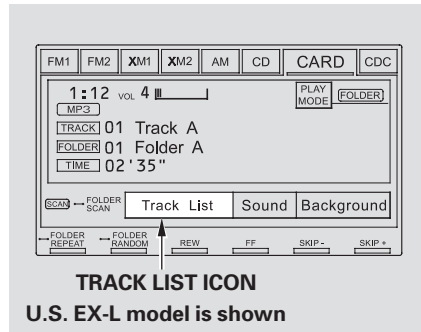 FM1 FM2 XM1 XM2 AM CD CARD CDC
1:12 VOL 4
PLAY MODE FOLDER
MP3
TRACK 01 Track A
FOLDER 01 Folder A
TIME 02'35"
SCAN FOLDER SCAN Track List Sound Background
FOLDER REPEAT FOLDER RANDOM REW FF SKIP - SKIP +
TRACK LIST ICON
U.S. EX-L model is shown